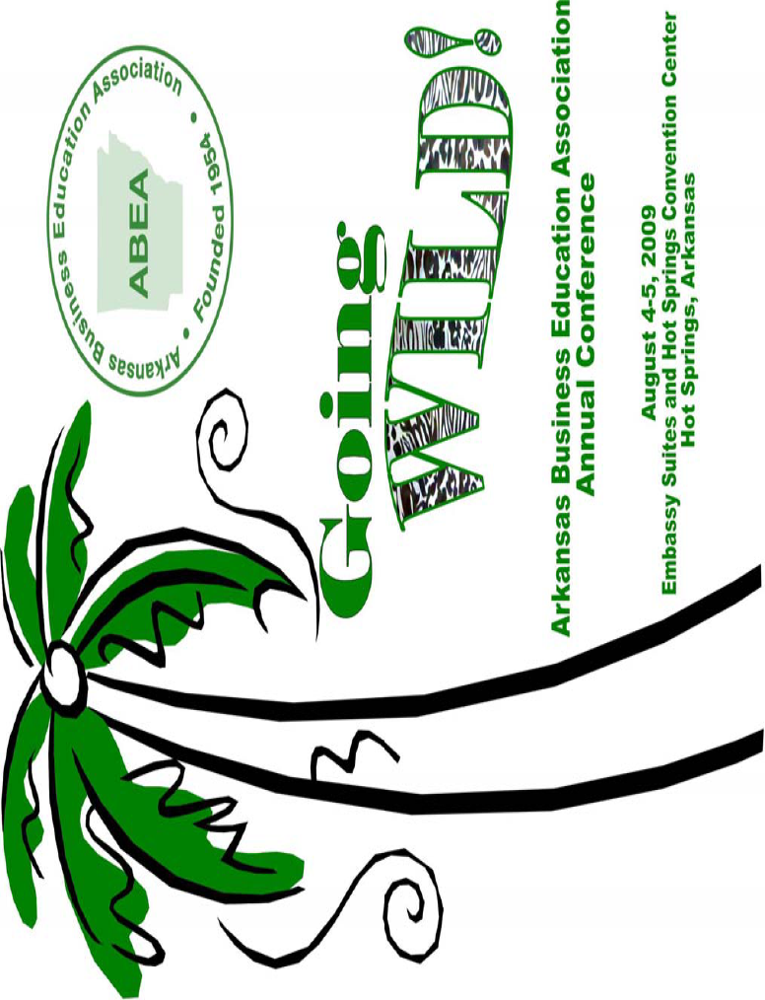 Arkansas Business Education Association • Founded 1954 •
ABEA
Going
WILD!
Arkansas Business Education Association
Annual Conference
August 4-5, 2009
Embassy Suites and Hot Springs Convention Center
Hot Springs, Arkansas